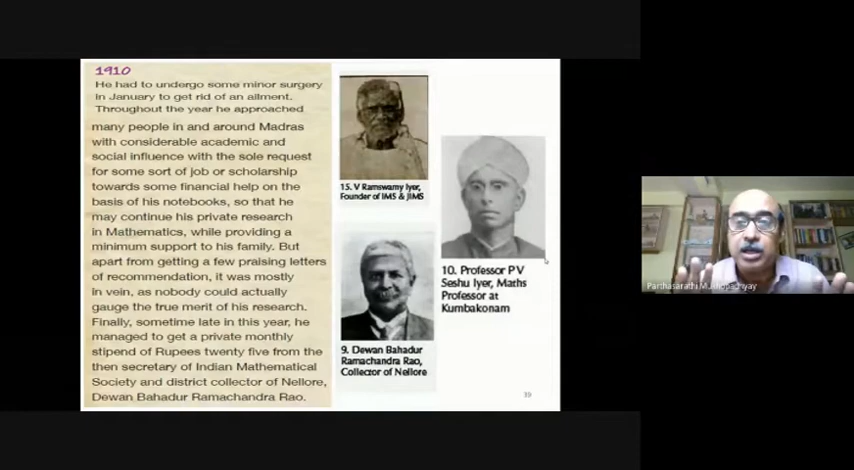 1910
He had to undergo some minor surgery
in January to get rid of an ailment.
Throughout the year he approached
many people in and around Madras
with considerable academic and
social influence with the sole request
for some sort of job or scholarship
towards some financial help on the
basis of his notebooks, so that he
may continue his private research
in Mathematics, while providing a
minimum support to his family. But
apart from getting a few praising letters
of recommendation, it was mostly
in vein, as nobody could actually
gauge the true merit of his research.
Finally, sometime late in this year, he
managed to get a private monthly
stipend of Rupees twenty five from the
then secretary of Indian Mathematical
Society and district collector of Nellore,
Dewan Bahadur Ramachandra Rao.
15. V Ramswamy Iyer,
Founder of IMS & JIMS
9. Dewan Bahadur
Ramachandra Rao,
Collector of Nellore
10. Professor PV
Seshu Iyer, Maths
Professor at
Kumbakonam
Parthasarathi Mukhopadhyay